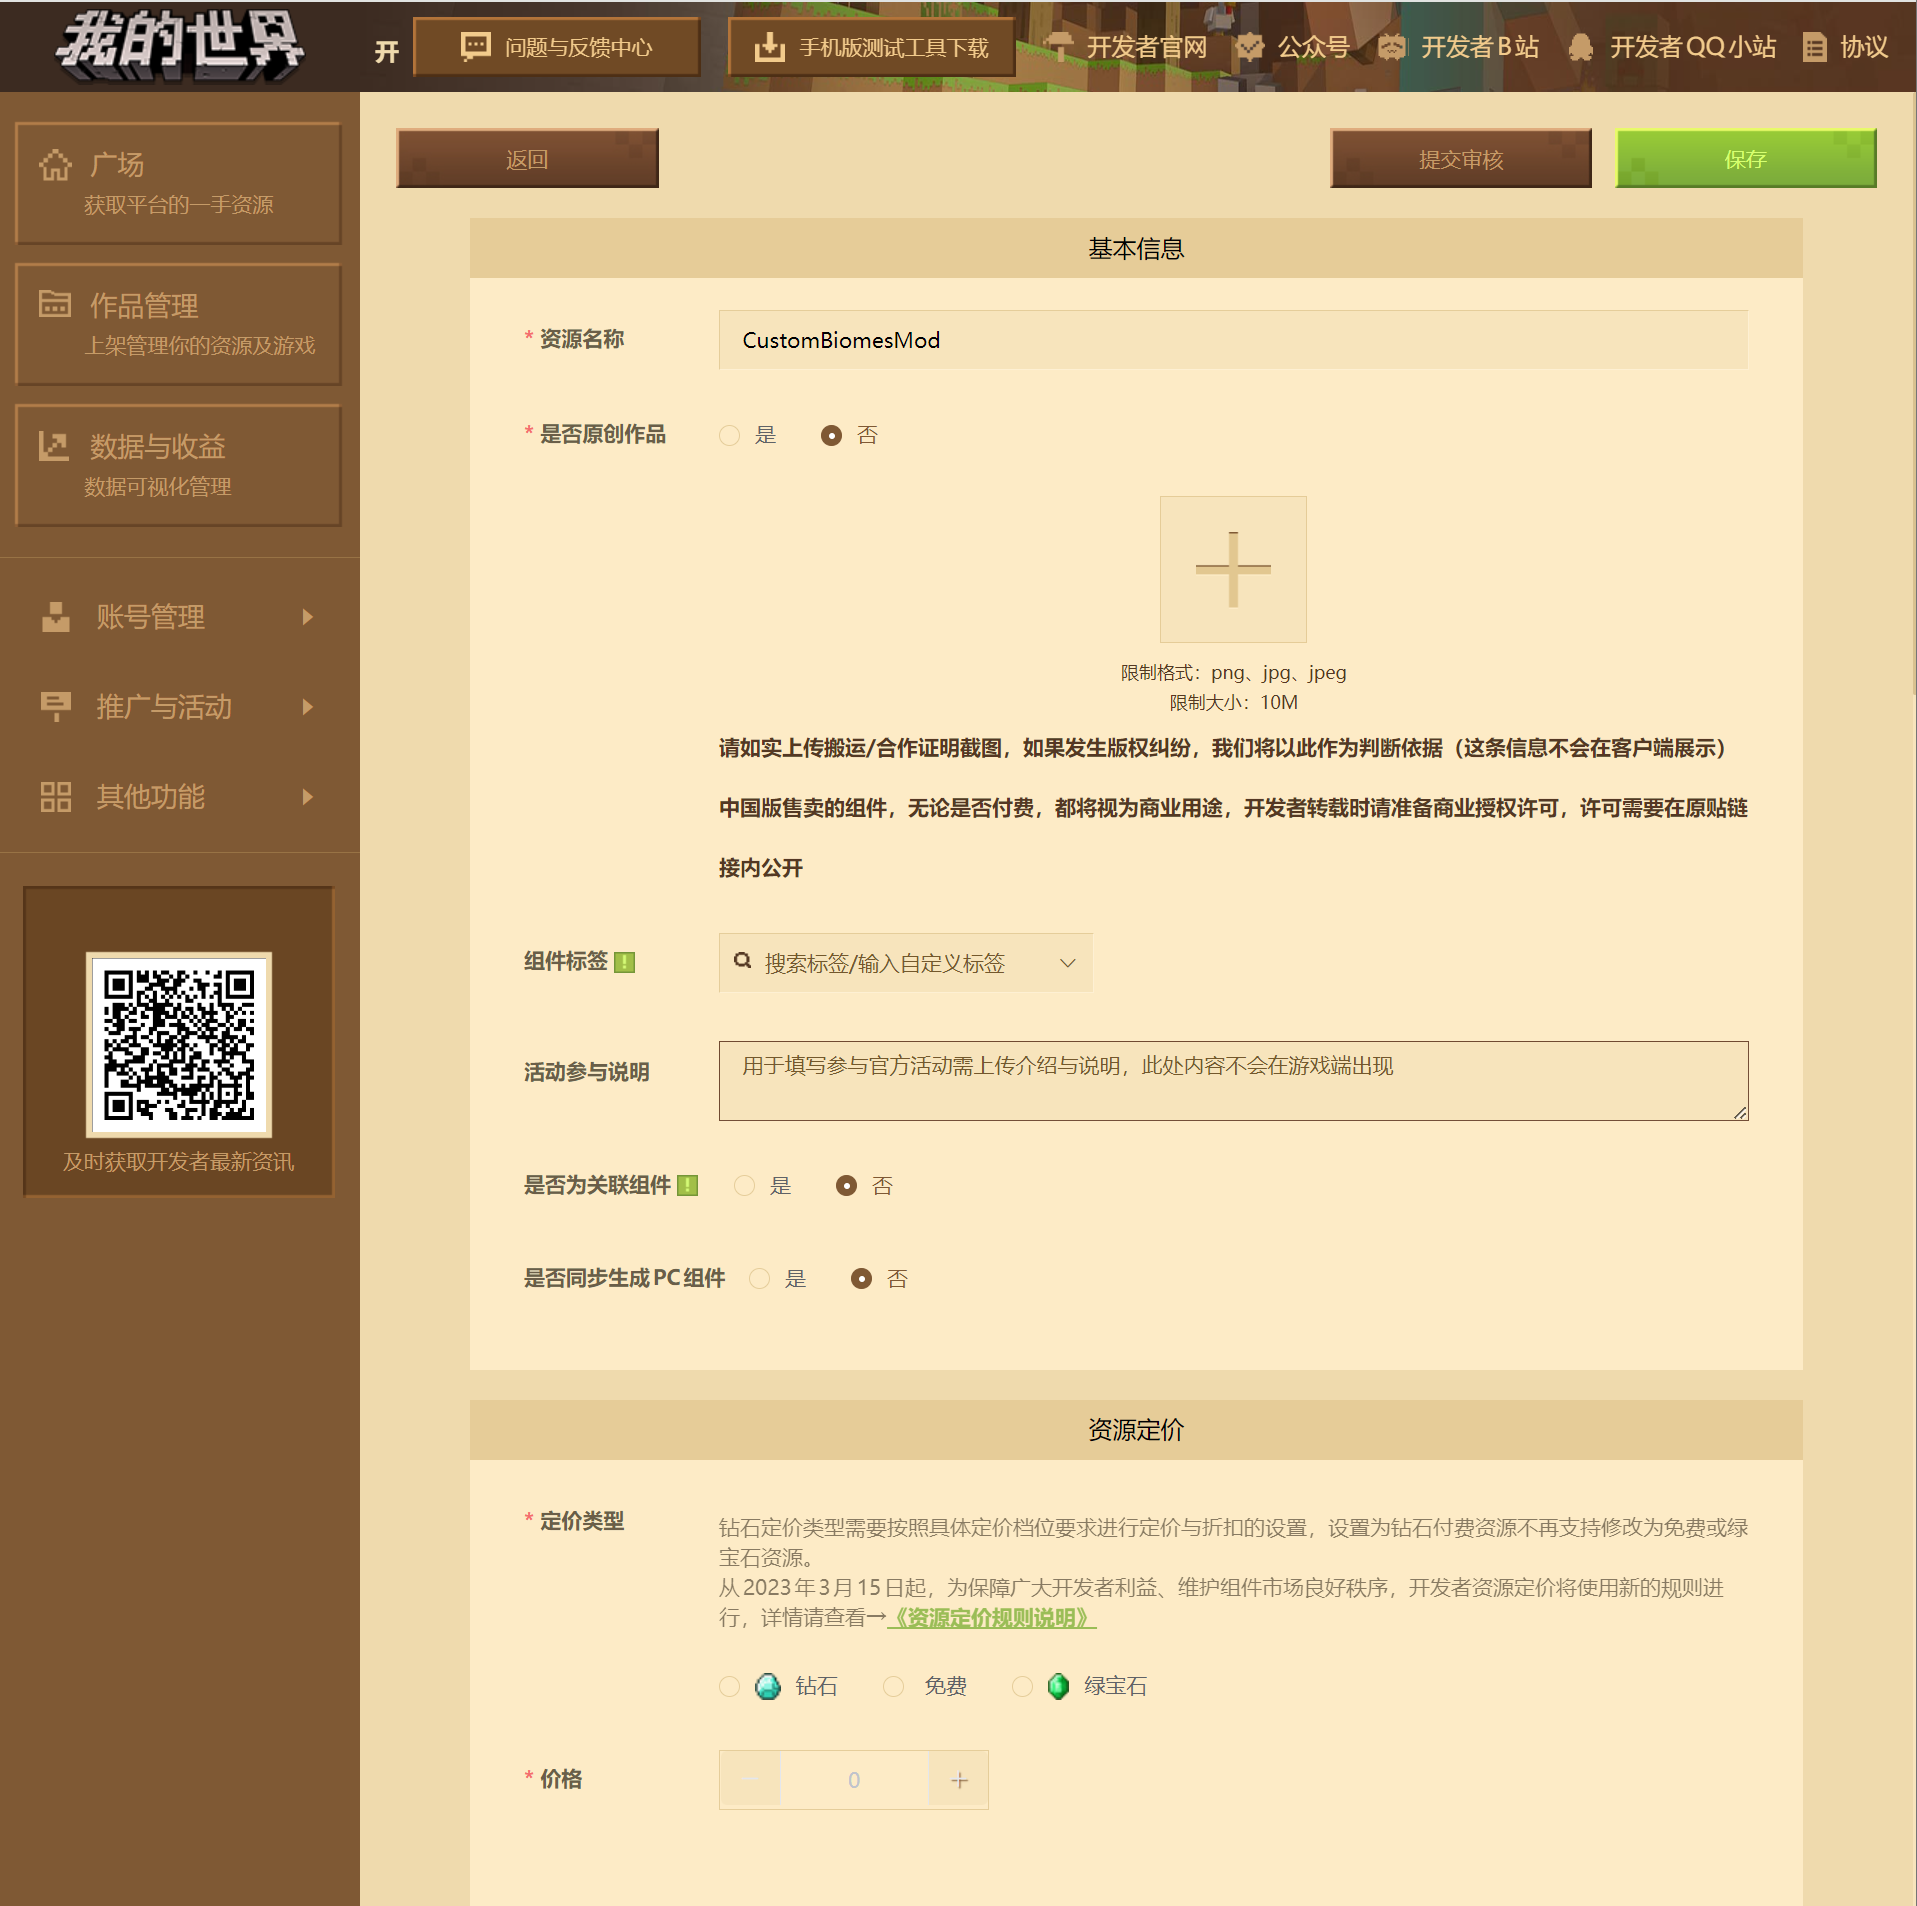 我的世界
开
问题与反馈中心
手机版测试工具下载
开发者官网
公众号
开发者B站
开发者QQ小站
协议
广场
获取平台的一手资源
作品管理
上架管理你的资源及游戏
数据与收益
数据可视化管理
账号管理
推广与活动
其他功能
及时获取开发者最新资讯
返回
提交审核
保存
基本信息
* 资源名称
CustomBiomesMod
* 是否原创作品
是
否
限制格式：png、jpg、jpeg
限制大小：10M
请如实上传搬运/合作证明截图，如果发生版权纠纷，我们将以此作为判断依据（这条信息不会在客户端展示）
中国版售卖的组件，无论是否付费，都将视为商业用途，开发者转载时请准备商业授权许可，许可需要在原贴链
接内公开
组件标签
搜索标签/输入自定义标签
活动参与说明
用于填写参与官方活动需上传介绍与说明，此处内容不会在游戏端出现
是否为关联组件
是
否
是否同步生成PC组件
是
否
资源定价
* 定价类型
钻石定价类型需要按照具体定价档位要求进行定价与折扣的设置，设置为钻石付费资源不再支持修改为免费或绿
宝石资源。
从2023年3月15日起，为保障广大开发者利益、维护组件市场良好秩序，开发者资源定价将使用新的规则进
行，详情请查看→《资源定价规则说明》
钻石
免费
绿宝石
* 价格
0